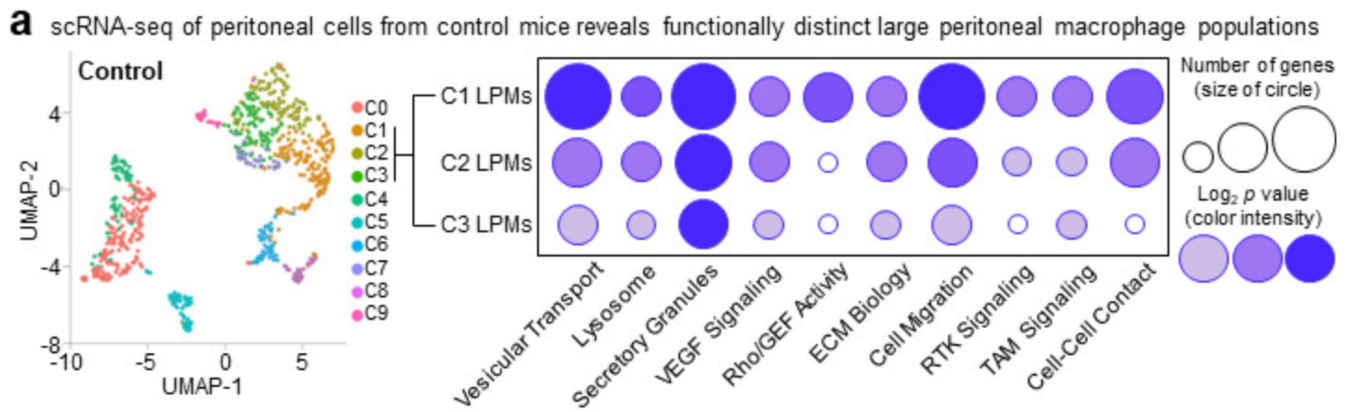 a scRNA-seq of peritoneal cells from control mice reveals functionally distinct large peritoneal macrophage populations
Control
UMAP-2
4
0
-4
-8
-10
-5
0
5
UMAP-1
C0
C1
C2
C3
C4
C5
C6
C7
C8
C9
C1 LPMs
C2 LPMs
C3 LPMs
Vesicular Transport
Lysosome
Secretory Granules
VEGF Signaling
Rho/GEF Activity
ECM Biology
Cell Migration
RTK Signaling
TAM Signaling
Cell-Cell Contact
Number of genes
(size of circle)
Log₂ p value
(color intensity)